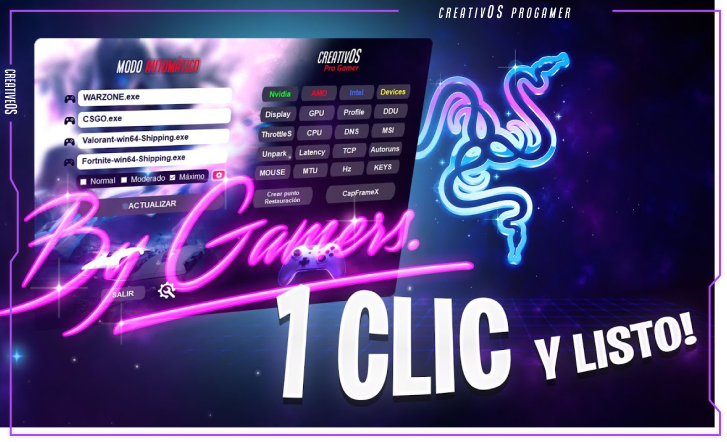 CREATIVOS PROGAMER
CREATIVEOS
MODO AUTOMÁTICO
WARZONE.exe
CSGO.exe
Valorant-win64-Shipping.exe
Fortnite-win64-Shipping.exe
Normal Moderado Máximo
ACTUALIZAR
SALIR
CREATIVOS
Pro Gamer
Nvidia AMD Intel Devices
Display GPU Profile DDU
ThrottleS CPU DNS MSI
Unpark Latency TCP Autoruns
MOUSE MTU Hz KEYS
Crear punto
Restauración
CapFrameX
By Gamers.
1 CLIC Y LISTO!